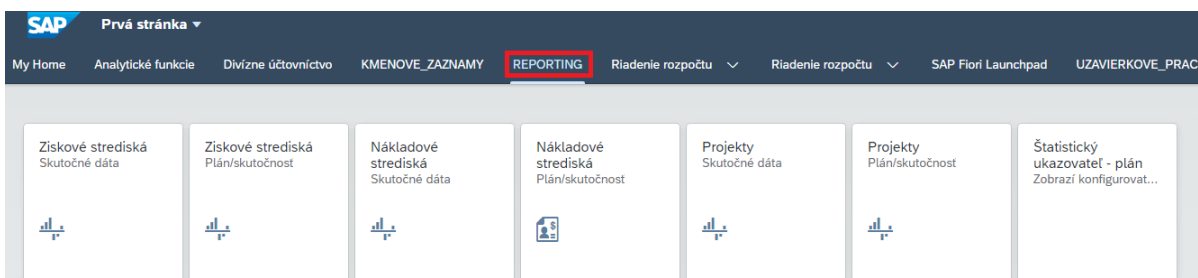 SAP Prvá stránka
My Home Analytické funkcie Divízne účtovníctvo KMENOVE_ZAZNAMY REPORTING Riadenie rozpočtu Riadenie rozpočtu SAP Fiori Launchpad UZAVIERKOVE_PRAC
Ziskové strediská
Skutočné dáta
Ziskové strediská
Plán/skutočnosť
Nákladové
strediská
Skutočné dáta
Nákladové
strediská
Plán/skutočnosť
Projekty
Skutočné dáta
Projekty
Plán/skutočnosť
Štatistický
ukazovateľ - plán
Zobrazí konfigurovat...